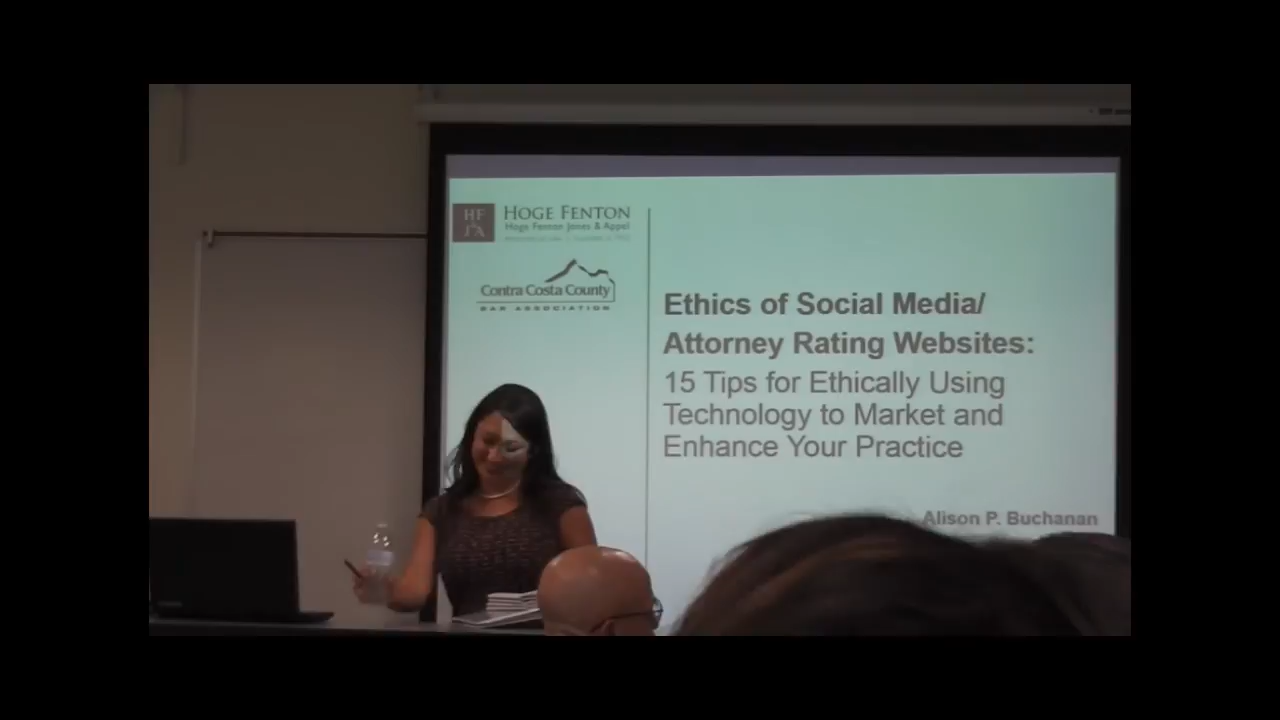 HF
&
JA
HOGE FENTON
Hoge Fenton Jones & Appel
Contra Costa County
BAR ASSOCIATION
Ethics of Social Media/
Attorney Rating Websites:
15 Tips for Ethically Using
Technology to Market and
Enhance Your Practice
Alison P. Buchanan